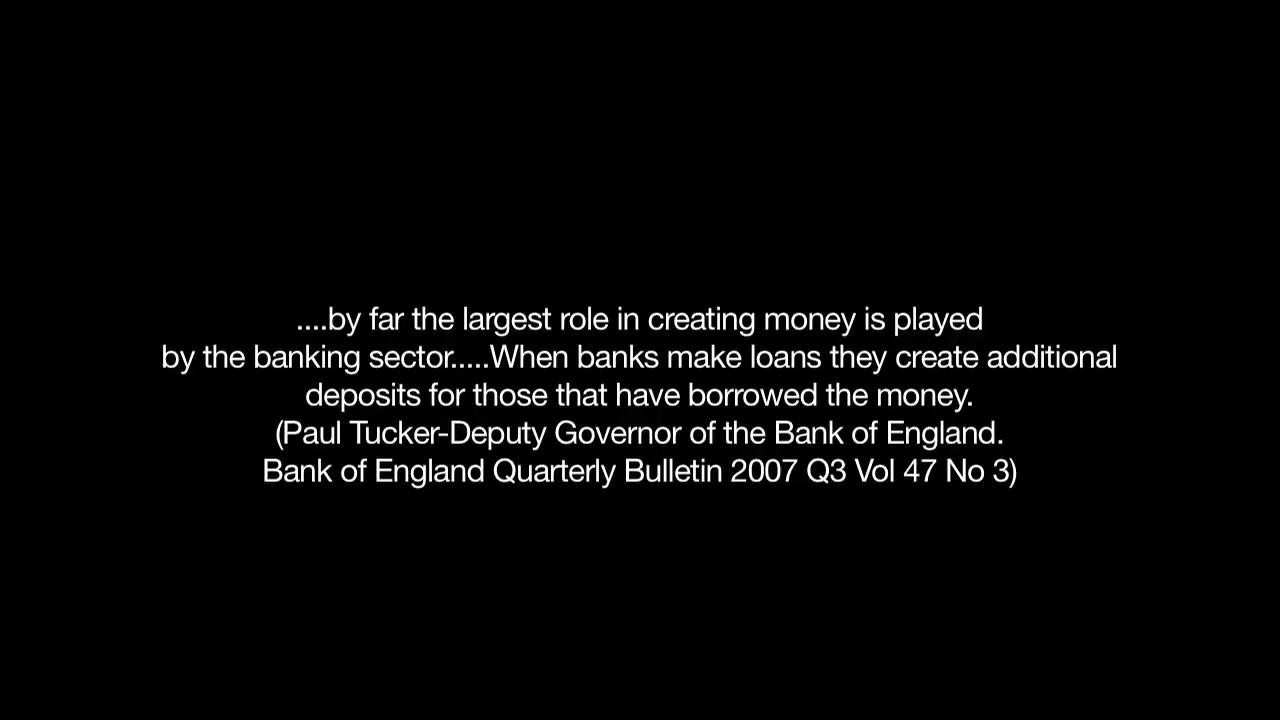 ....by far the largest role in creating money is played
by the banking sector.....When banks make loans they create additional
deposits for those that have borrowed the money.
(Paul Tucker-Deputy Governor of the Bank of England.
Bank of England Quarterly Bulletin 2007 Q3 Vol 47 No 3)